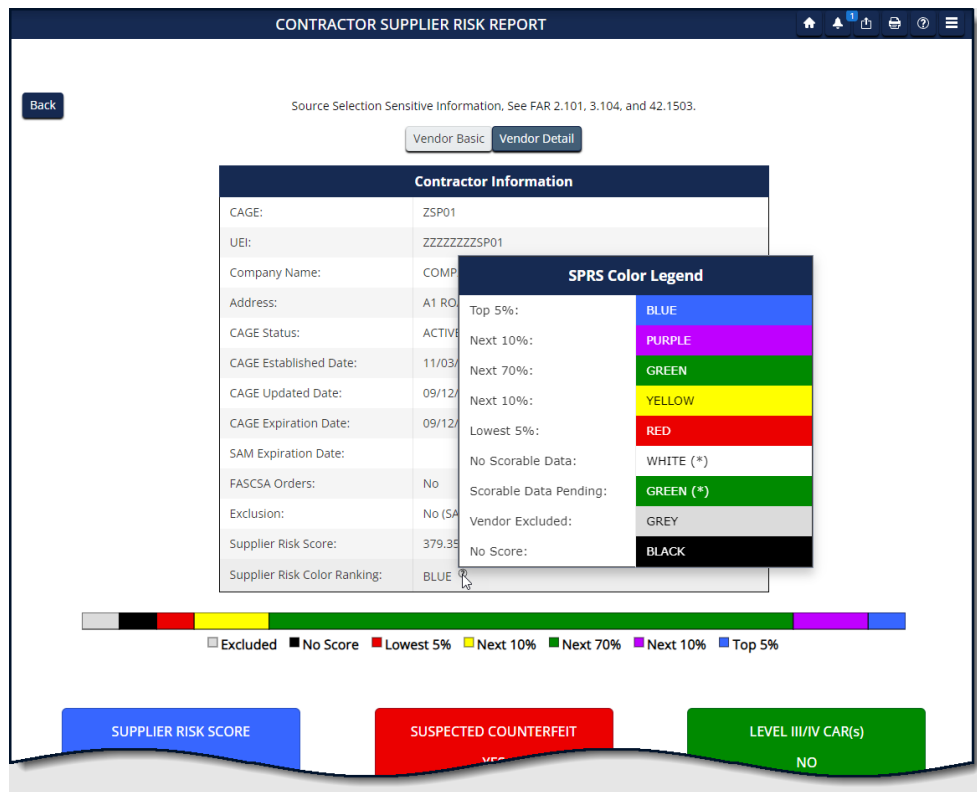 CONTRACTOR SUPPLIER RISK REPORT
1
Back
Source Selection Sensitive Information, See FAR 2.101, 3.104, and 42.1503.
Vendor Basic Vendor Detail
Contractor Information
CAGE: ZSP01
UEI: ZZZZZZZZSP01
Company Name: COMP
Address: A1 RO
CAGE Status: ACTIVE
CAGE Established Date: 11/03/
CAGE Updated Date: 09/12/
CAGE Expiration Date: 09/12/
SAM Expiration Date:
FASCSA Orders: No
Exclusion: No (SA
Supplier Risk Score: 379.35
Supplier Risk Color Ranking: BLUE
SPRS Color Legend
Top 5%: BLUE
Next 10%: PURPLE
Next 70%: GREEN
Next 10%: YELLOW
Lowest 5%: RED
No Scorable Data: WHITE (*)
Scorable Data Pending: GREEN (*)
Vendor Excluded: GREY
No Score: BLACK
Excluded No Score Lowest 5% Next 10% Next 70% Next 10% Top 5%
SUPPLIER RISK SCORE
SUSPECTED COUNTERFEIT
YES
LEVEL III/IV CAR(s)
NO